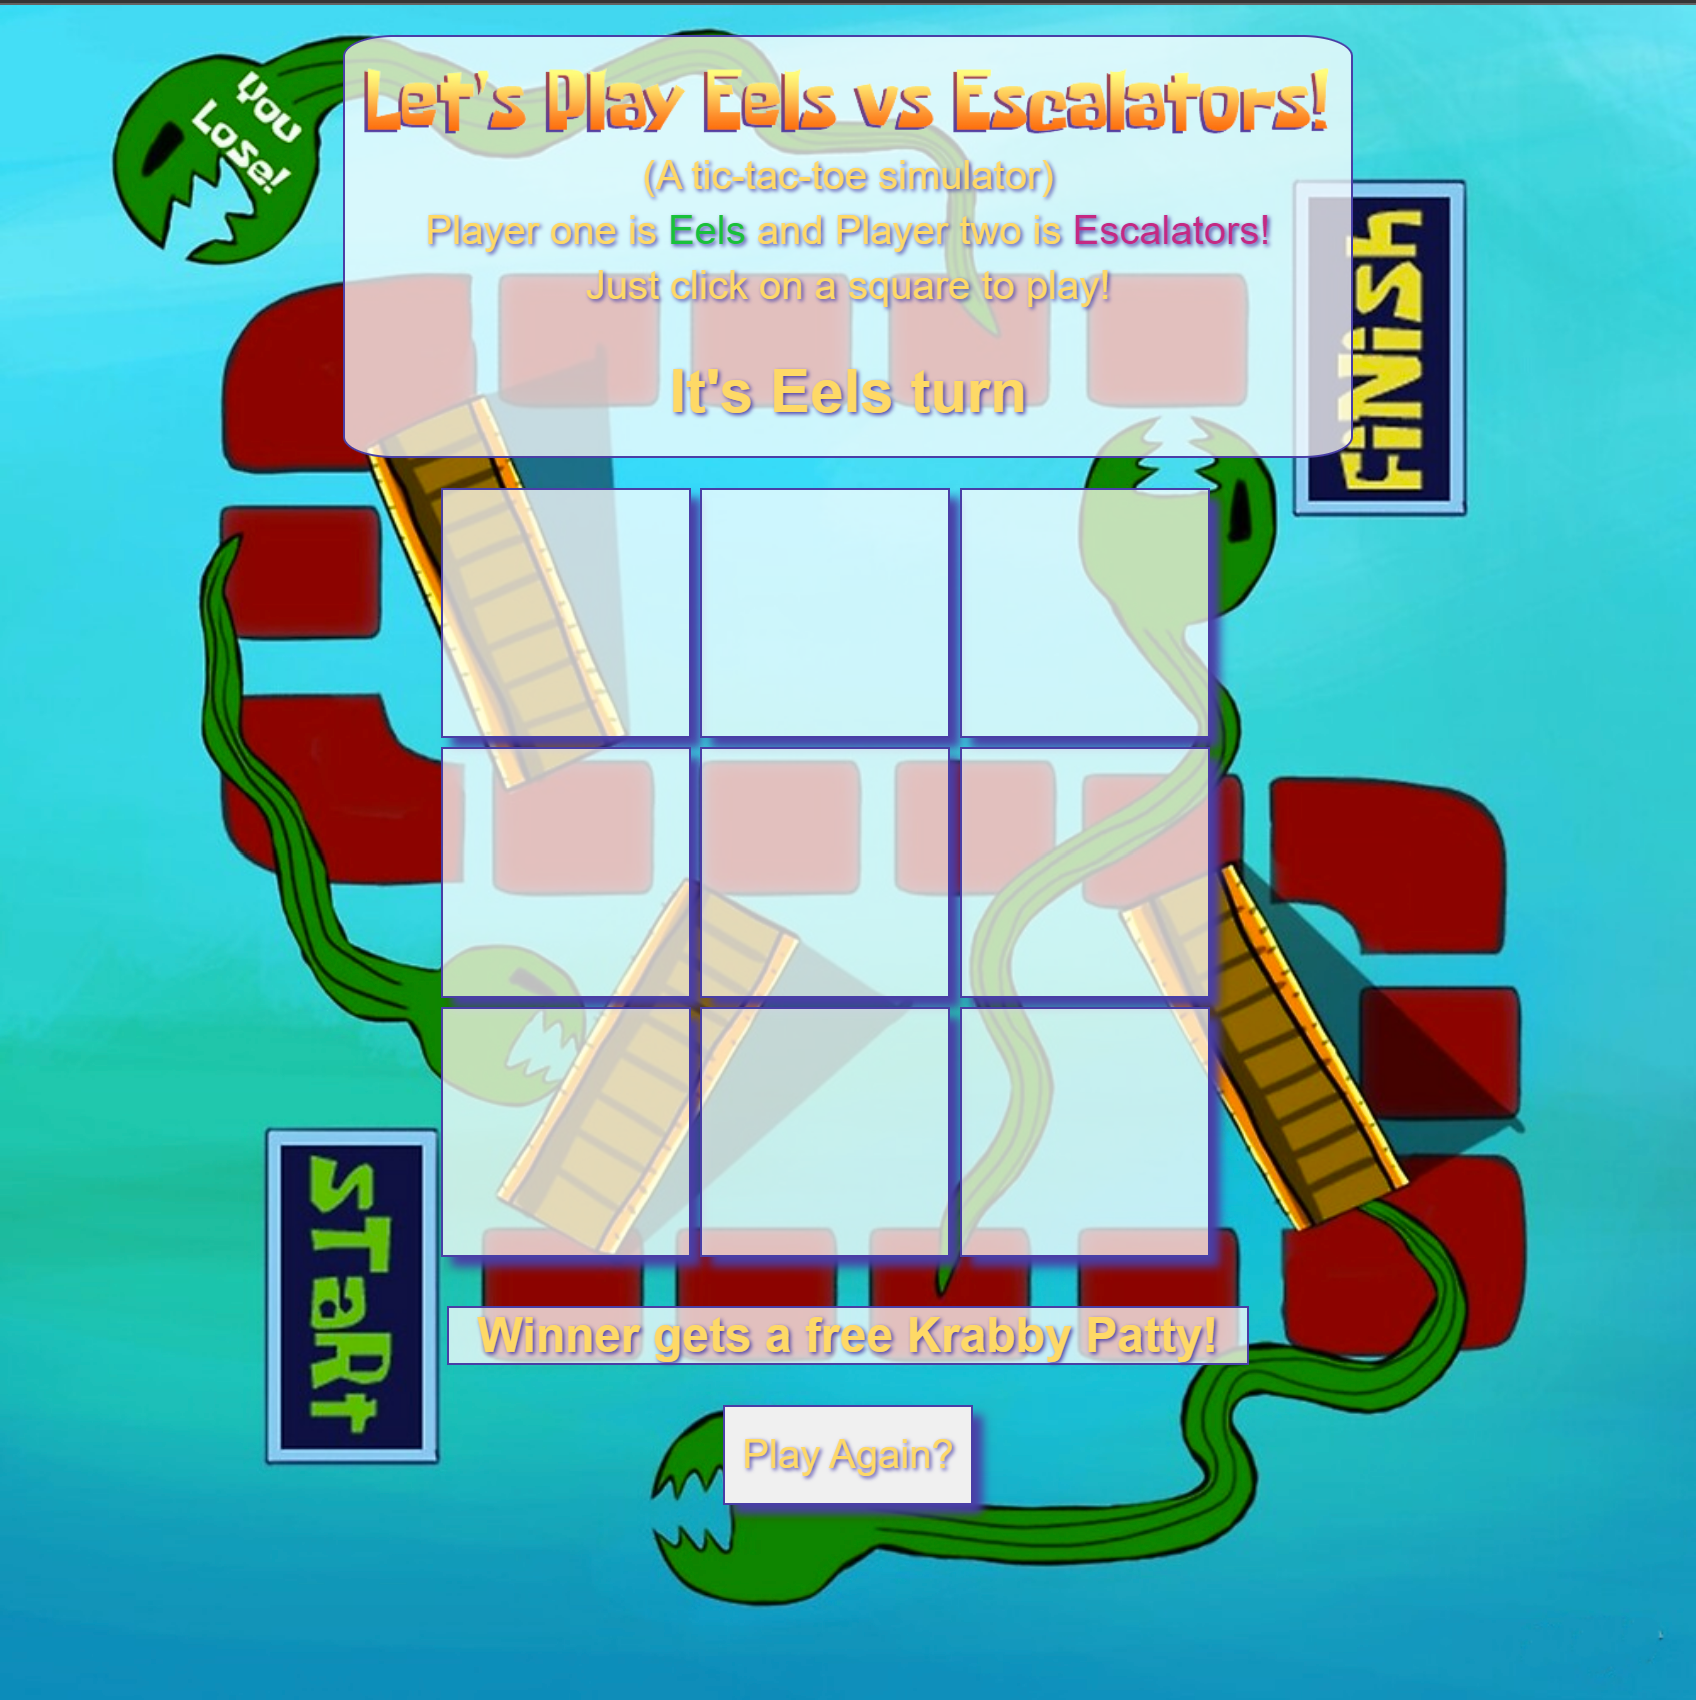 You
Lose!
Let's Play Eels vs Escalators!
(A tic-tac-toe simulator)
Player one is Eels and Player two is Escalators!
Just click on a square to play!
It's Eels turn
FiNiSh
STaRt
Winner gets a free Krabby Patty!
Play Again?